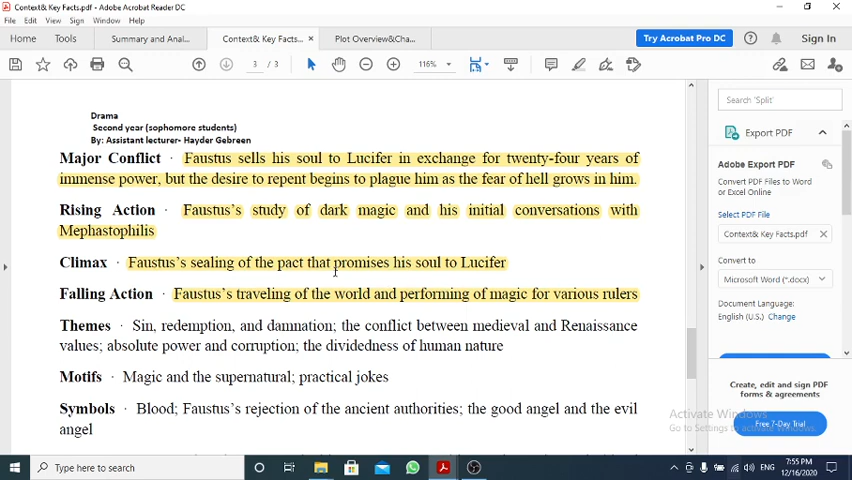 Context& Key Facts.pdf - Adobe Acrobat Reader DC
File Edit View Sign Window Help
Home Tools Summary and Anal... Context& Key Facts... × Plot Overview&Cha... Try Acrobat Pro DC Sign In
3 / 3 116%
Drama
Second year (sophomore students)
By: Assistant lecturer- Hayder Gebreen
Major Conflict · Faustus sells his soul to Lucifer in exchange for twenty-four years of
immense power, but the desire to repent begins to plague him as the fear of hell grows in him.
Rising Action · Faustus's study of dark magic and his initial conversations with
Mephastophilis
Climax · Faustus's sealing of the pact that promises his soul to Lucifer
Falling Action · Faustus's traveling of the world and performing of magic for various rulers
Themes · Sin, redemption, and damnation; the conflict between medieval and Renaissance
values; absolute power and corruption; the dividedness of human nature
Motifs · Magic and the supernatural; practical jokes
Symbols · Blood; Faustus's rejection of the ancient authorities; the good angel and the evil
angel
Search 'Split'
Export PDF
Adobe Export PDF
Convert PDF Files to Word
or Excel Online
Select PDF File
Context& Key Facts.pdf
Convert to
Microsoft Word (*.docx)
Document Language:
English (U.S.) Change
Create, edit and sign PDF
forms & agreements
Free 7-Day Trial
Activate Windows
Go to Settings to activate Windows.
Type here to search
ENG
7:55 PM
12/16/2020